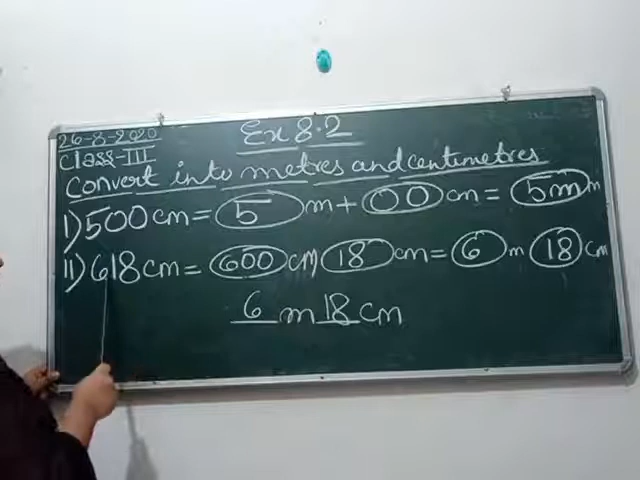 26-8-2020
Class-III
Ex 8.2
Convert into metres and centimetres
I) 500 cm = 5 m + 00 cm = 5m m
II) 618 cm = 600 cm 18 cm = 6 m 18 cm
6 m 18 cm